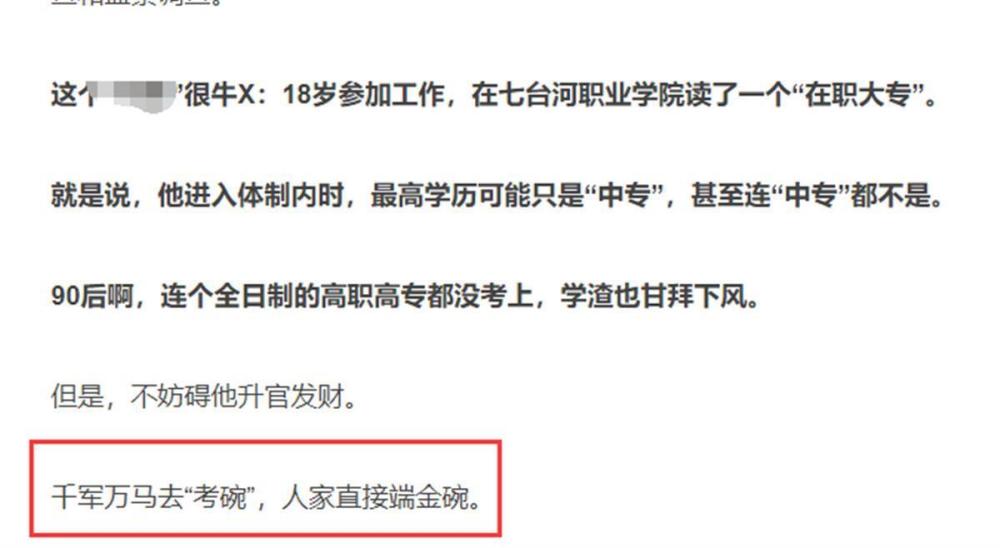 这个 ”很牛X：18岁参加工作，在七台河职业学院读了一个“在职大专”。
就是说，他进入体制内时，最高学历可能只是“中专”，甚至连“中专”都不是。
90后啊，连个全日制的高职高专都没考上，学渣也甘拜下风。
但是，不妨碍他升官发财。
千军万马去“考碗”，人家直接端金碗。